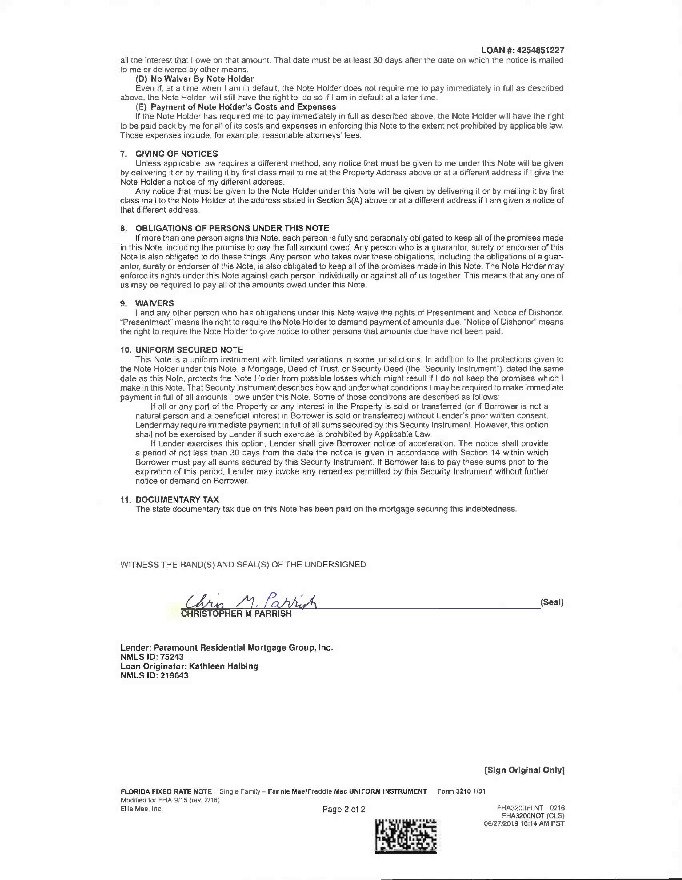 LOAN #: 4254851227
all the interest that I owe on that amount. That date must be at least 30 days after the date on which the notice is mailed
to me or delivered by other means.
(D) No Waiver By Note Holder
Even if, at a time when I am in default, the Note Holder does not require me to pay immediately in full as described
above, the Note Holder will still have the right to do so if I am in default at a later time.
(E) Payment of Note Holder's Costs and Expenses
If the Note Holder has required me to pay immediately in full as described above, the Note Holder will have the right
to be paid back by me for all of its costs and expenses in enforcing this Note to the extent not prohibited by applicable law.
Those expenses include, for example, reasonable attorneys' fees.
7. GIVING OF NOTICES
Unless applicable law requires a different method, any notice that must be given to me under this Note will be given
by delivering it or by mailing it by first class mail to me at the Property Address above or at a different address if I give the
Note Holder a notice of my different address.
Any notice that must be given to the Note Holder under this Note will be given by delivering it or by mailing it by first
class mail to the Note Holder at the address stated in Section 3(A) above or at a different address if I am given a notice of
that different address.
8. OBLIGATIONS OF PERSONS UNDER THIS NOTE
If more than one person signs this Note, each person is fully and personally obligated to keep all of the promises made
in this Note, including the promise to pay the full amount owed. Any person who is a guarantor, surety or endorser of this
Note is also obligated to do these things. Any person who takes over these obligations, including the obligations of a guar-
antor, surety or endorser of this Note, is also obligated to keep all of the promises made in this Note. The Note Holder may
enforce its rights under this Note against each person individually or against all of us together. This means that any one of
us may be required to pay all of the amounts owed under this Note.
9. WAIVERS
I and any other person who has obligations under this Note waive the rights of Presentment and Notice of Dishonor.
"Presentment" means the right to require the Note Holder to demand payment of amounts due. "Notice of Dishonor" means
the right to require the Note Holder to give notice to other persons that amounts due have not been paid.
10. UNIFORM SECURED NOTE
This Note is a uniform instrument with limited variations in some jurisdictions. In addition to the protections given to
the Note Holder under this Note, a Mortgage, Deed of Trust, or Security Deed (the "Security Instrument"), dated the same
date as this Note, protects the Note Holder from possible losses which might result if I do not keep the promises which I
make in this Note. That Security Instrument describes how and under what conditions I may be required to make immediate
payment in full of all amounts I owe under this Note. Some of those conditions are described as follows:
If all or any part of the Property or any Interest in the Property is sold or transferred (or if Borrower is not a
natural person and a beneficial interest in Borrower is sold or transferred) without Lender's prior written consent,
Lender may require immediate payment in full of all sums secured by this Security Instrument. However, this option
shall not be exercised by Lender if such exercise is prohibited by Applicable Law.
If Lender exercises this option, Lender shall give Borrower notice of acceleration. The notice shall provide
a period of not less than 30 days from the date the notice is given in accordance with Section 14 within which
Borrower must pay all sums secured by this Security Instrument. If Borrower fails to pay these sums prior to the
expiration of this period, Lender may invoke any remedies permitted by this Security Instrument without further
notice or demand on Borrower.
11. DOCUMENTARY TAX
The state documentary tax due on this Note has been paid on the mortgage securing this indebtedness.
WITNESS THE HAND(S) AND SEAL(S) OF THE UNDERSIGNED
Chris M. Parrish
(Seal)
CHRISTOPHER M PARRISH
Lender: Paramount Residential Mortgage Group, Inc.
NMLS ID: 75243
Loan Originator: Kathleen Halbing
NMLS ID: 219643
[Sign Original Only]
FLORIDA FIXED RATE NOTE Single Family – Fannie Mae/Freddie Mac UNIFORM INSTRUMENT Form 3210 1/01
Modified for FHA 9/15 (rev. 2/16)
Ellie Mae, Inc.
Page 2 of 2
FHA3200NOT (CLS)
10:14 AM PST